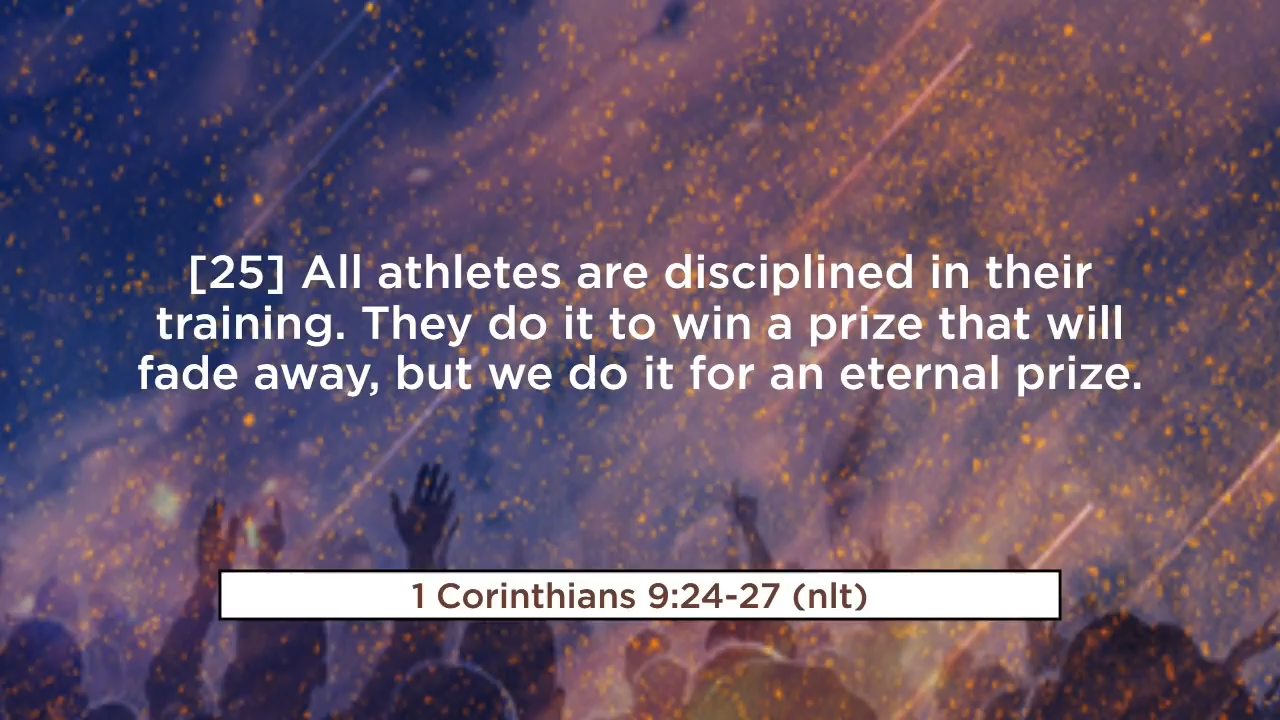 [25] All athletes are disciplined in their
training. They do it to win a prize that will
fade away, but we do it for an eternal prize.
1 Corinthians 9:24-27 (nlt)